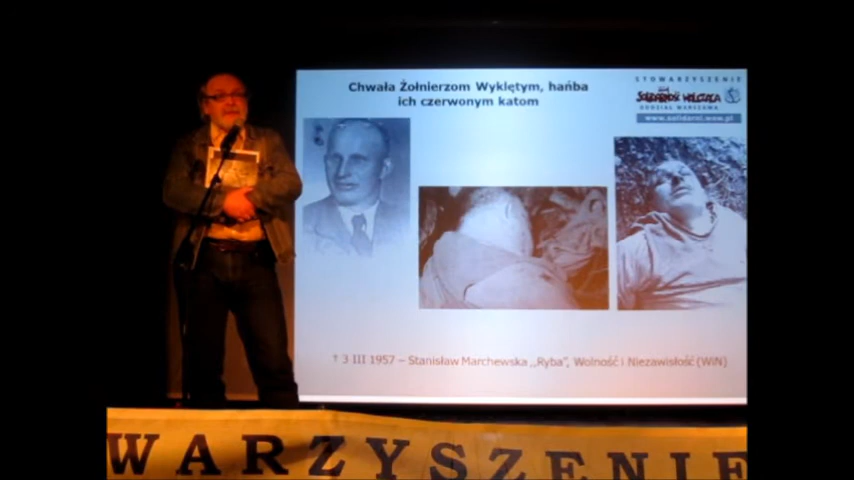 Chwała Żołnierzom Wyklętym, hańba
ich czerwonym katom
STOWARZYSZENIE
SOLIDARNOŚĆ WALCZĄCA
ODDZIAŁ WARSZAWA
www.solidarni.waw.pl
† 3 III 1957 – Stanisław Marchewska „Ryba”, Wolność i Niezawisłość (WiN)
WARZYSZENIE